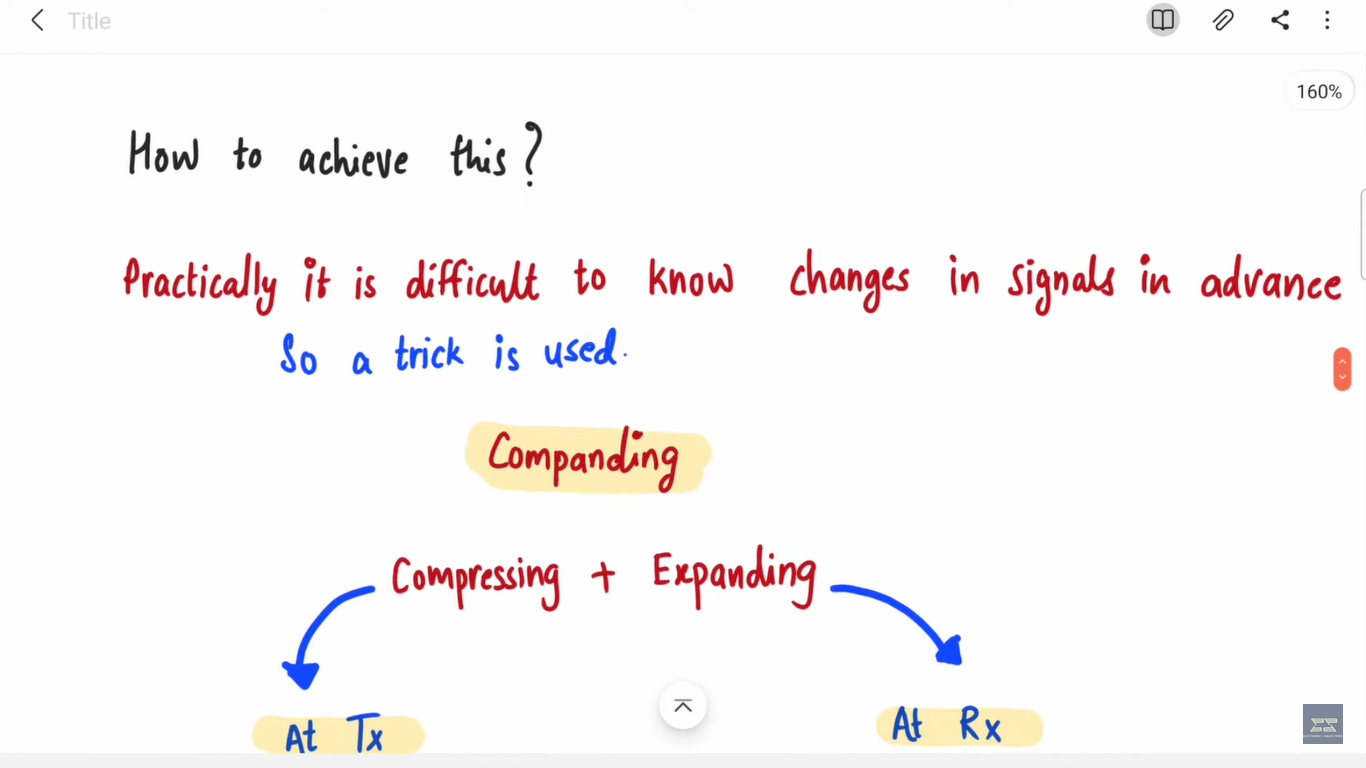 Title
160%
How to achieve this?
Practically it is difficult to know changes in signals in advance
So a trick is used.
Companding
Compressing + Expanding
At Tx At Rx